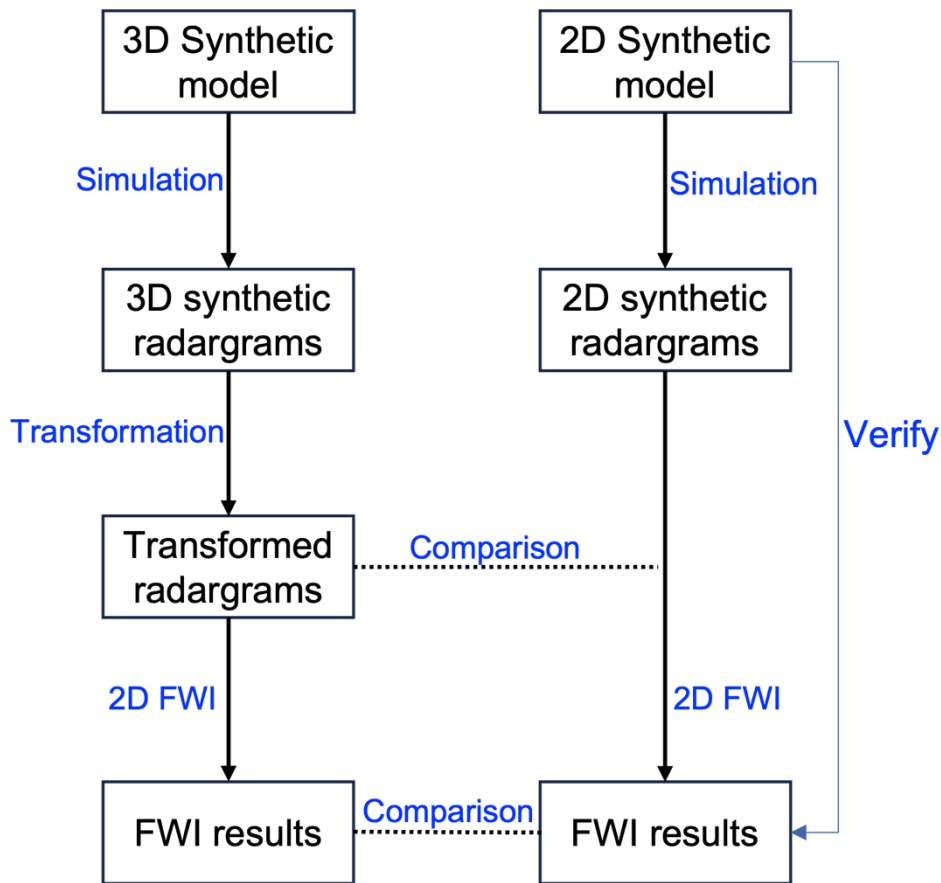 3D Synthetic
model
2D Synthetic
model
Simulation
Simulation
3D synthetic
radargrams
2D synthetic
radargrams
Transformation
Verify
Transformed
radargrams
Comparison
2D FWI
2D FWI
FWI results
Comparison
FWI results